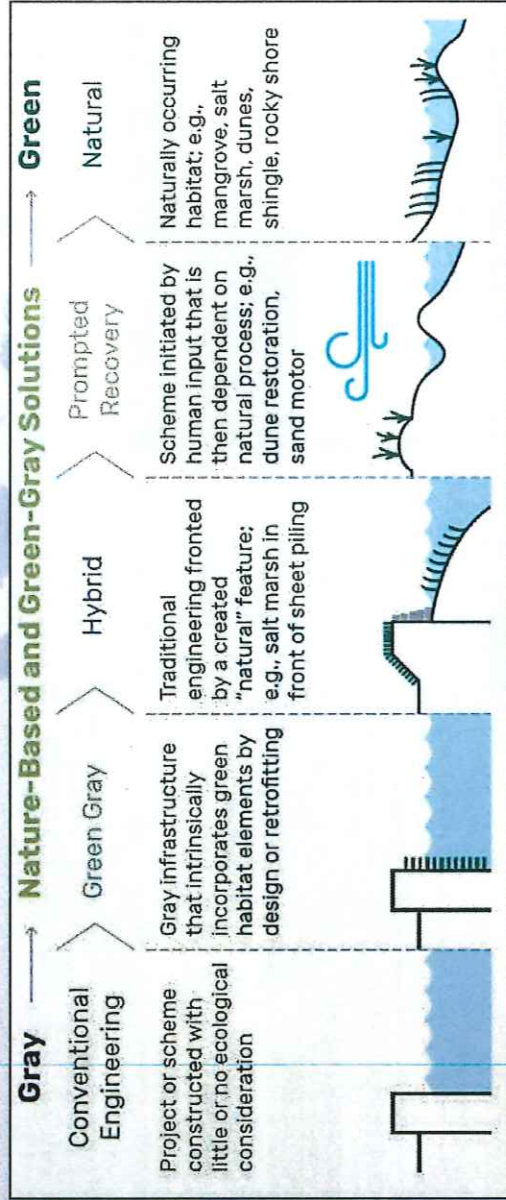 Gray → Nature-Based and Green-Gray Solutions → Green
Conventional
Engineering
Project or scheme
constructed with
little or no ecological
consideration
Green Gray
Gray infrastructure
that intrinsically
incorporates green
habitat elements by
design or retrofitting
Hybrid
Traditional
engineering fronted
by a created
"natural" feature;
e.g., salt marsh in
front of sheet piling
Prompted
Recovery
Scheme initiated by
human input that is
then dependent on
natural process; e.g.,
dune restoration,
sand motor
Natural
Naturally occurring
habitat; e.g.,
mangrove, salt
marsh, dunes,
shingle, rocky shore